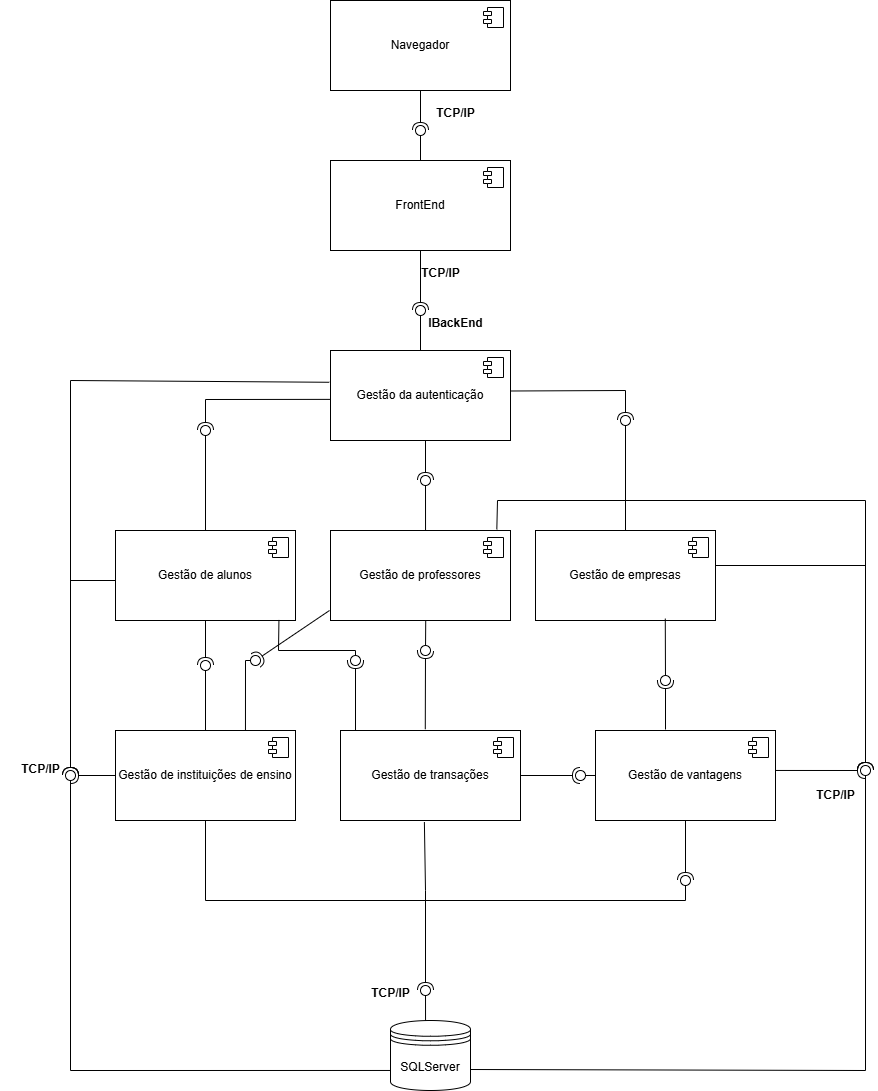 Navegador
TCP/IP
FrontEnd
TCP/IP
IBackEnd
Gestão da autenticação
Gestão de alunos
Gestão de professores
Gestão de empresas
Gestão de instituições de ensino
Gestão de transações
Gestão de vantagens
TCP/IP
TCP/IP
TCP/IP
SQLServer